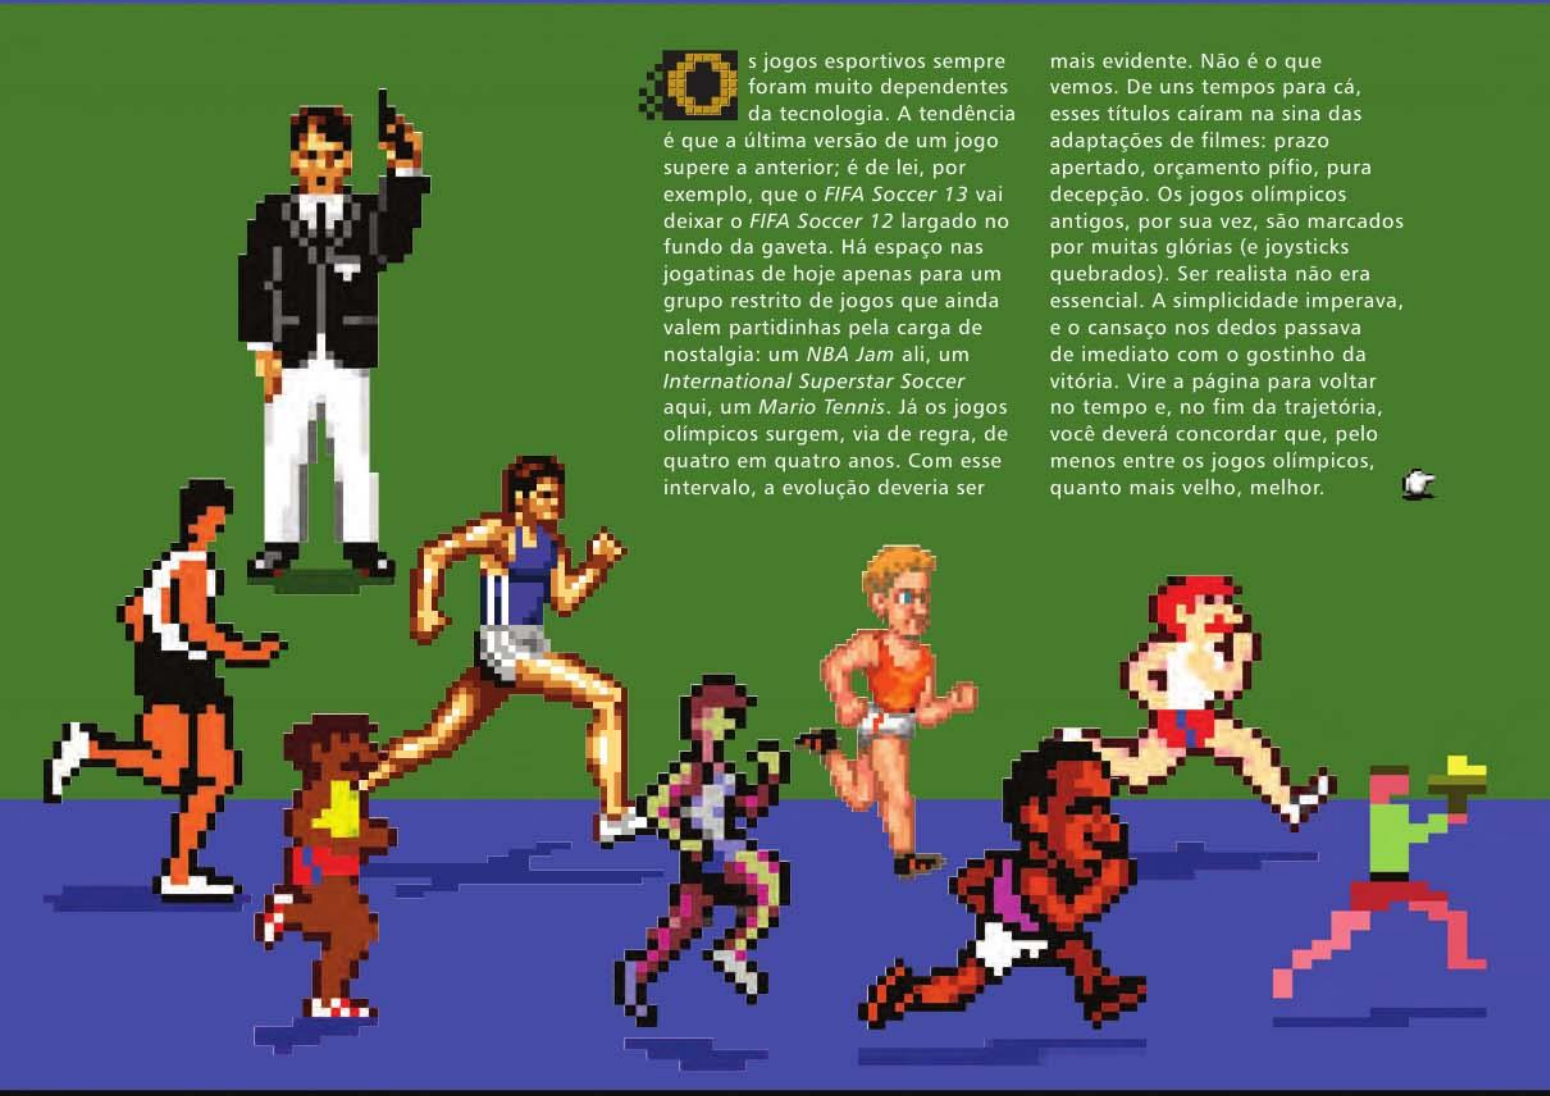 Os jogos esportivos sempre
foram muito dependentes
da tecnologia. A tendência
é que a última versão de um jogo
supere a anterior; é de lei, por
exemplo, que o FIFA Soccer 13 vai
deixar o FIFA Soccer 12 largado no
fundo da gaveta. Há espaço nas
jogatinas de hoje apenas para um
grupo restrito de jogos que ainda
valem partidinhas pela carga de
nostalgia: um NBA Jam ali, um
International Superstar Soccer
aqui, um Mario Tennis. Já os jogos
olímpicos surgem, via de regra, de
quatro em quatro anos. Com esse
intervalo, a evolução deveria ser
mais evidente. Não é o que
vemos. De uns tempos para cá,
esses títulos caíram na sina das
adaptações de filmes: prazo
apertado, orçamento pífio, pura
decepção. Os jogos olímpicos
antigos, por sua vez, são marcados
por muitas glórias (e joysticks
quebrados). Ser realista não era
essencial. A simplicidade imperava,
e o cansaço nos dedos passava
de imediato com o gostinho da
vitória. Vire a página para voltar
no tempo e, no fim da trajetória,
você deverá concordar que, pelo
menos entre os jogos olímpicos,
quanto mais velho, melhor.